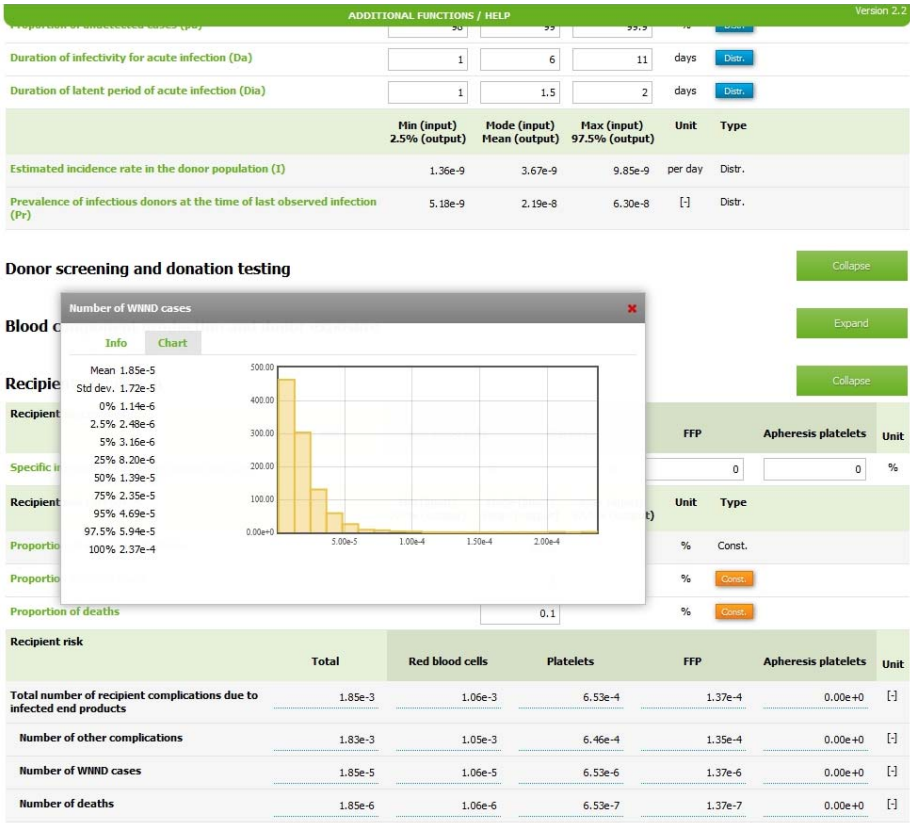 ADDITIONAL FUNCTIONS / HELP
Version 2.2
Duration of infectivity for acute infection (Da) 1 6 11 days Distr.
Duration of latent period of acute infection (Dia) 1 1.5 2 days Distr.
Min (input) Mode (input) Max (input) Unit Type
2.5% (output) Mean (output) 97.5% (output)
Estimated incidence rate in the donor population (I) 1.36e-9 3.67e-9 9.85e-9 per day Distr.
Prevalence of infectious donors at the time of last observed infection
(Pr) 5.18e-9 2.19e-8 6.30e-8 [-] Distr.
Donor screening and donation testing Collapse
Number of WNND cases
Blood Expand
Info Chart
Collapse
Mean 1.85e-5
Std dev. 1.72e-5
0% 1.14e-6
2.5% 2.48e-6
5% 3.16e-6
25% 8.20e-6
50% 1.39e-5
75% 2.35e-5
95% 4.69e-5
97.5% 5.94e-5
100% 2.37e-4
500.00
400.00
300.00
200.00
100.00
0.00e+0
5.00e-5 1.00e-4 1.50e-4 2.00e-4
Recipient FFP Apheresis platelets Unit
Specific 0 0 %
Recipient Unit Type
% Const.
% Const.
Proportion of deaths 0.1 % Const.
Recipient risk
Total Red blood cells Platelets FFP Apheresis platelets Unit
Total number of recipient complications due to
infected end products 1.85e-3 1.06e-3 6.53e-4 1.37e-4 0.00e+0 [-]
Number of other complications 1.83e-3 1.05e-3 6.46e-4 1.35e-4 0.00e+0 [-]
Number of WNND cases 1.85e-5 1.06e-5 6.53e-6 1.37e-6 0.00e+0 [-]
Number of deaths 1.85e-6 1.06e-6 6.53e-7 1.37e-7 0.00e+0 [-]